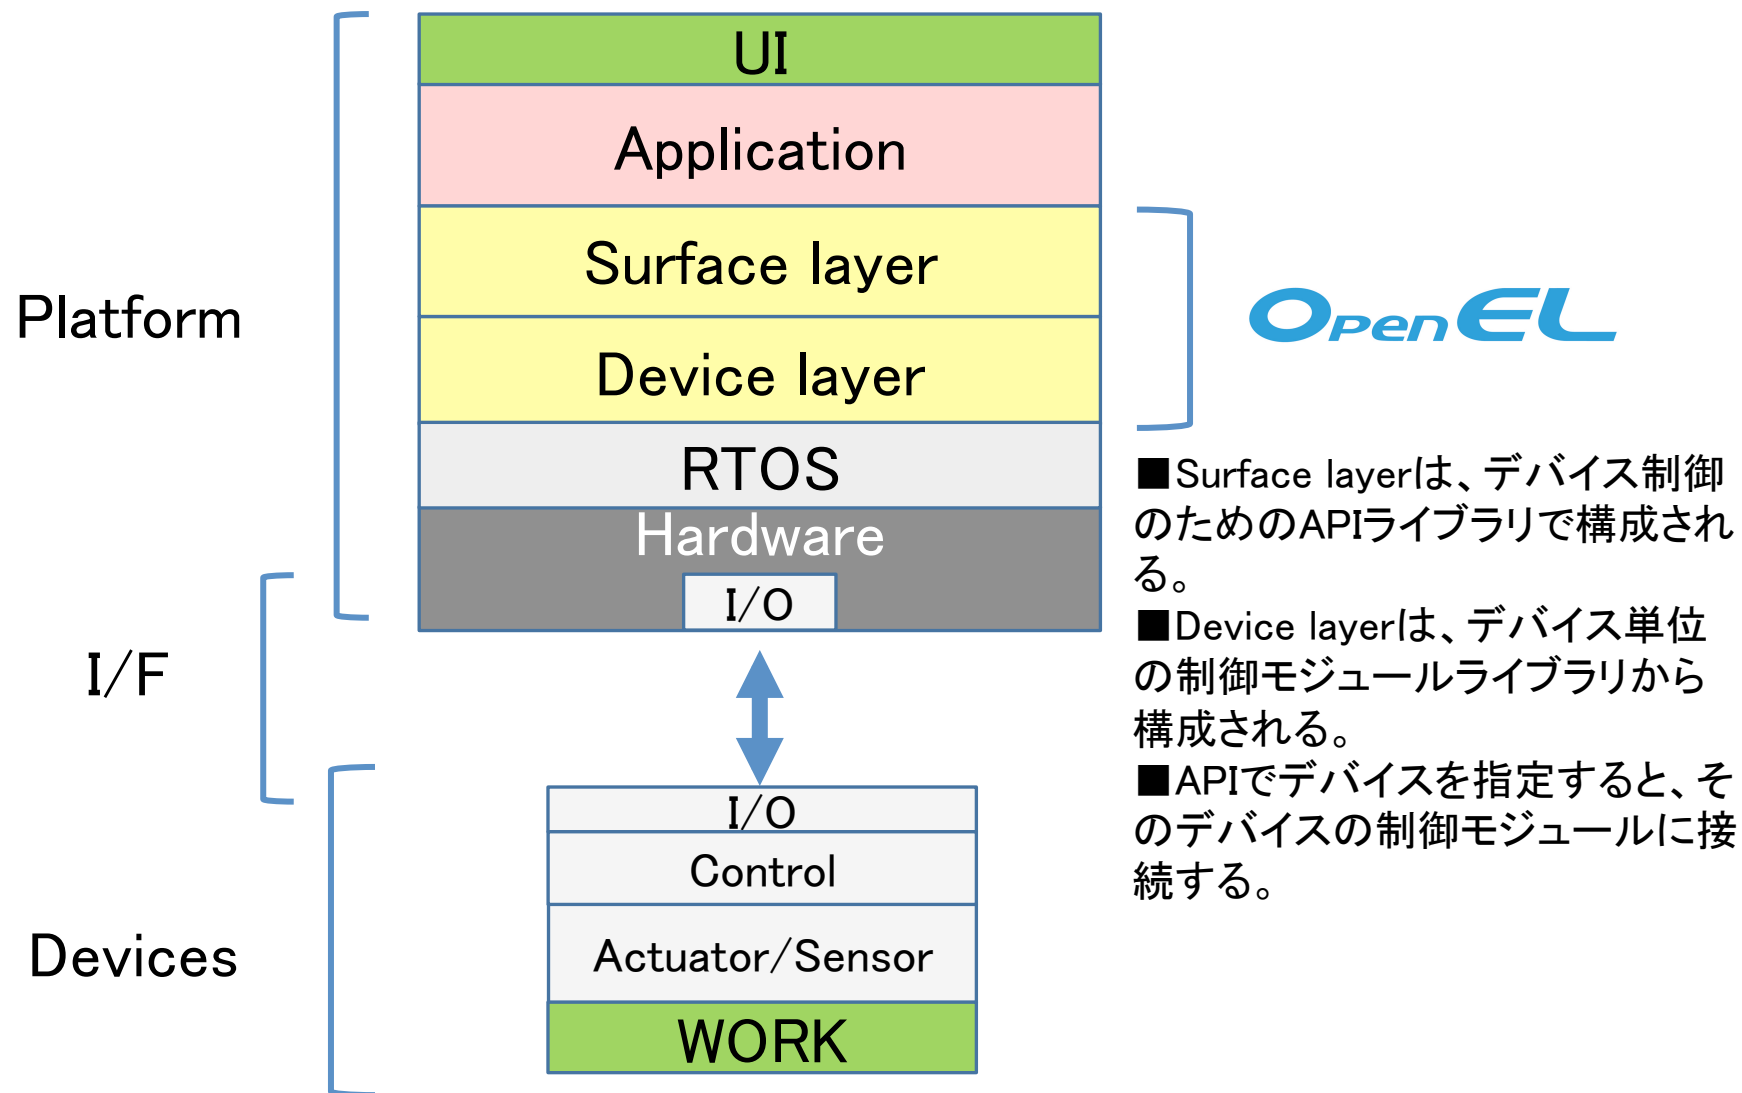 UI
Application
Surface layer
Device layer
RTOS
Hardware
I/O
Platform
I/F
Devices
I/O
Control
Actuator/Sensor
WORK
OpenEL
■Surface layerは、デバイス制御
のためのAPIライブラリで構成され
る。
■Device layerは、デバイス単位
の制御モジュールライブラリから
構成される。
■APIでデバイスを指定すると、そ
のデバイスの制御モジュールに接
続する。